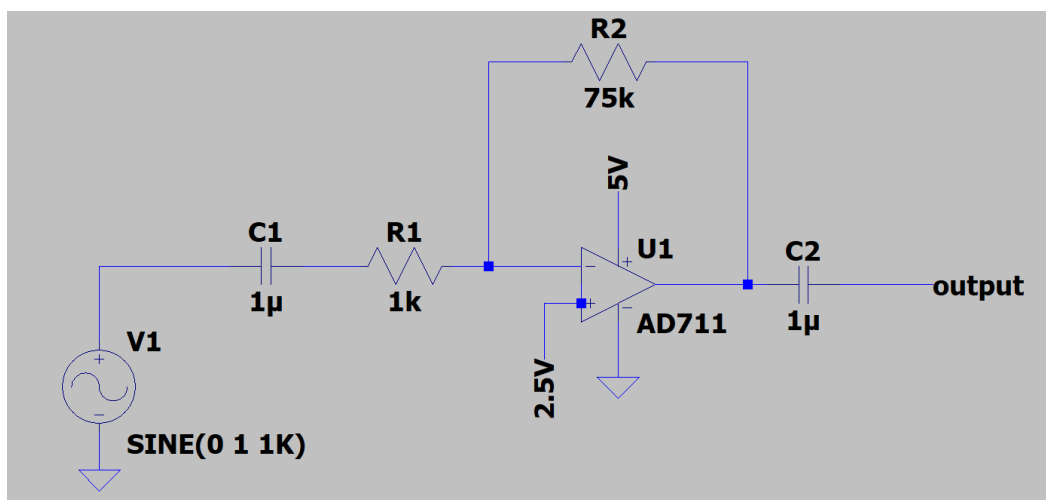 R2
75k
5V
C1
R1
U1
C2
output
1µ
1k
AD711
1µ
V1
2.5V
SINE(0 1 1K)